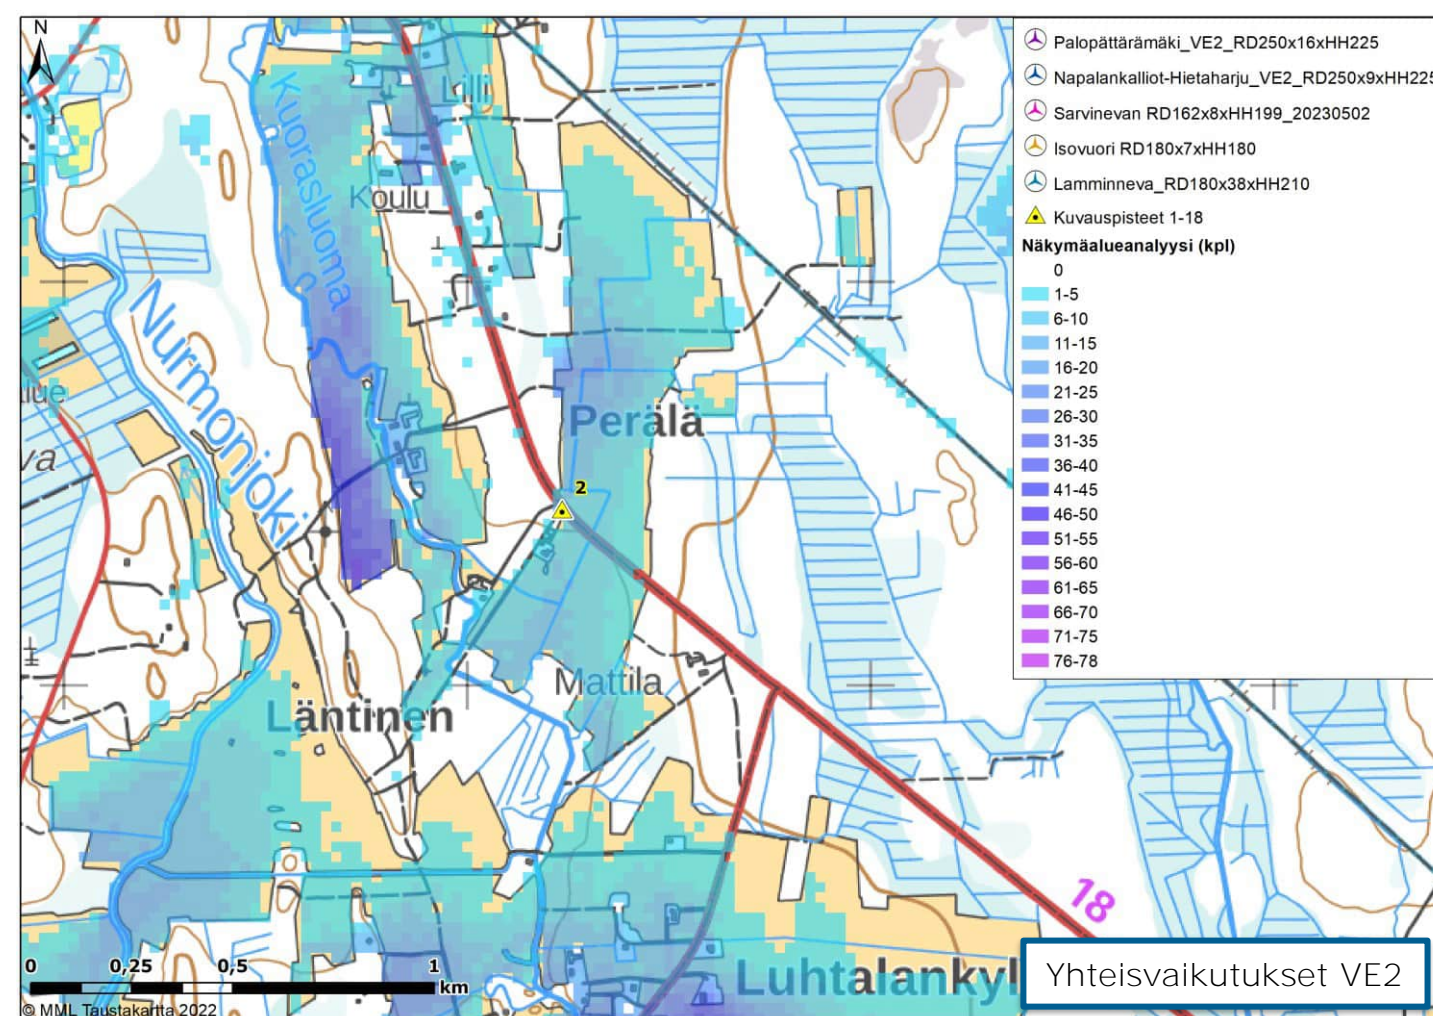 N
Palopättärämäki_VE2_RD250x16xHH225
Napalankalliot-Hietaharju_VE2_RD250x9xHH225
Sarvinevan RD162x8xHH199_20230502
Isovuori RD180x7xHH180
Lamminneva_RD180x38xHH210
Kuvauspisteet 1-18
Näkymäalueanalyysi (kpl)
0
1-5
6-10
11-15
16-20
21-25
26-30
31-35
36-40
41-45
46-50
51-55
56-60
61-65
66-70
71-75
76-78
Lilli
Kuorasluoma
Koulu
Nurmonjoki
lue
va
Perälä
2
Mattila
Läntinen
18
Luhtalankyl
Yhteisvaikutukset VE2
0 0,25 0,5 1
km
© MML Taustakartta 2022